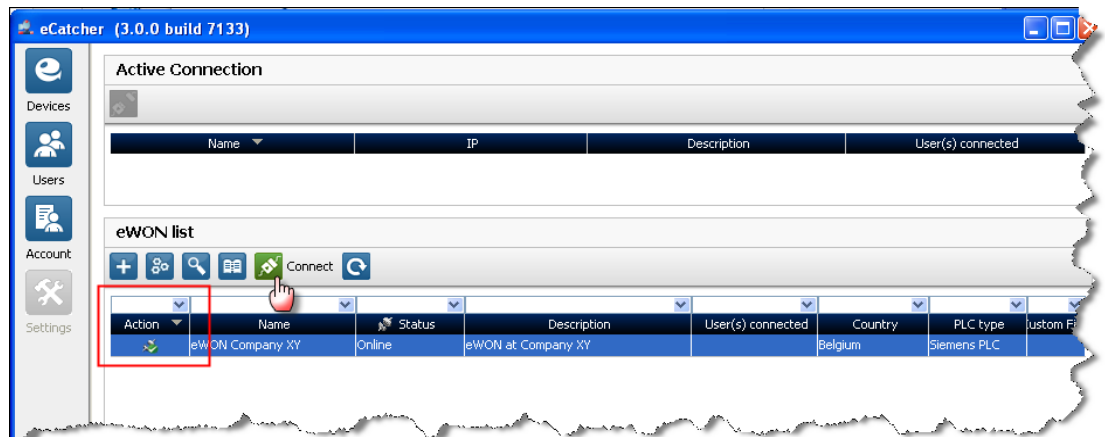 eCatcher (3.0.0 build 7133)
Devices
Users
Account
Settings
Active Connection
Name IP Description User(s) connected
eWON list
Connect
Action Name Status Description User(s) connected Country PLC type
eWON Company XY Online eWON at Company XY Belgium Siemens PLC